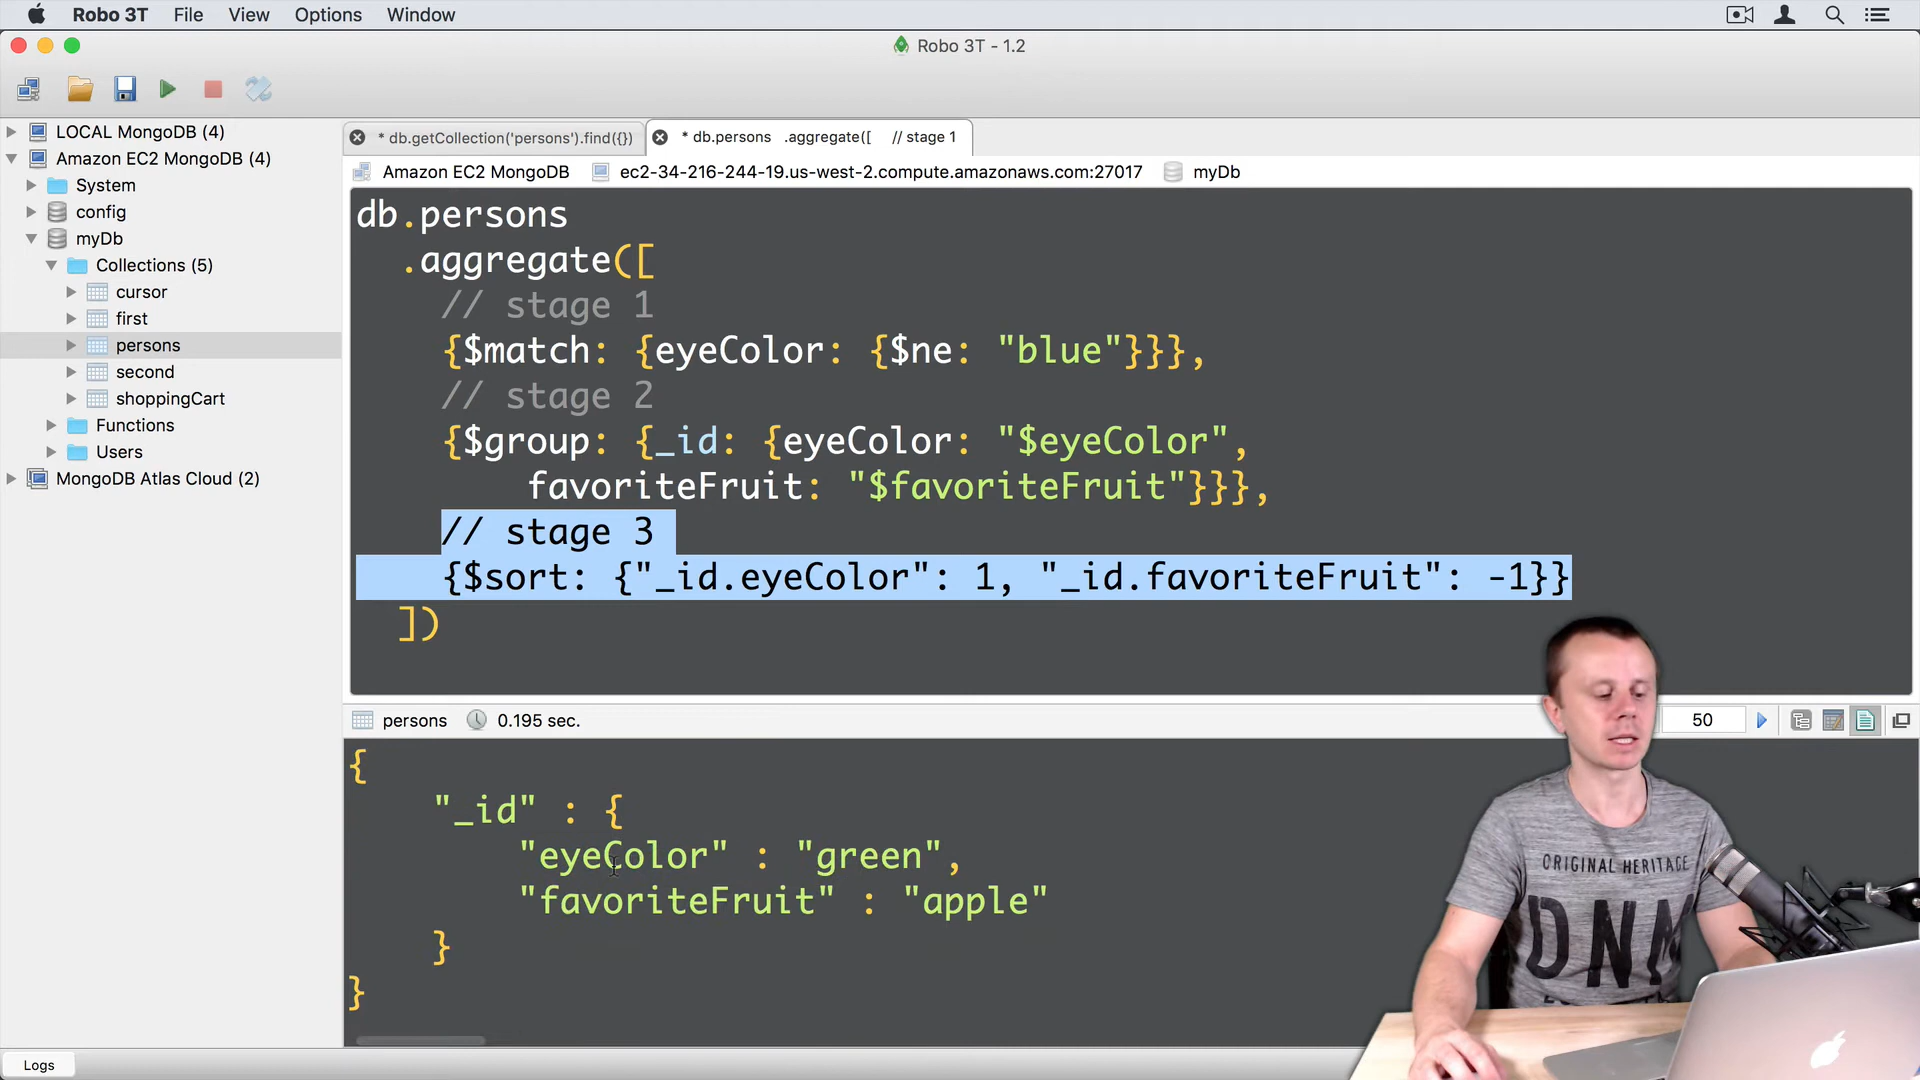 Robo 3T File View Options Window
Robo 3T - 1.2
LOCAL MongoDB (4)
Amazon EC2 MongoDB (4)
System
config
myDb
Collections (5)
cursor
first
persons
second
shoppingCart
Functions
Users
MongoDB Atlas Cloud (2)
* db.getCollection('persons').find({})
* db.persons .aggregate([ // stage 1
Amazon EC2 MongoDB ec2-34-216-244-19.us-west-2.compute.amazonaws.com:27017 myDb
db.persons
.aggregate([
// stage 1
{$match: {eyeColor: {$ne: "blue"}}},
// stage 2
{$group: {_id: {eyeColor: "$eyeColor",
favoriteFruit: "$favoriteFruit"}}},
// stage 3
{$sort: {"_id.eyeColor": 1, "_id.favoriteFruit": -1}}
])
persons 0.195 sec. 50
{
"_id" : {
"eyeColor" : "green",
"favoriteFruit" : "apple"
}
}
ORIGINAL HERITAGE
DNM
Logs